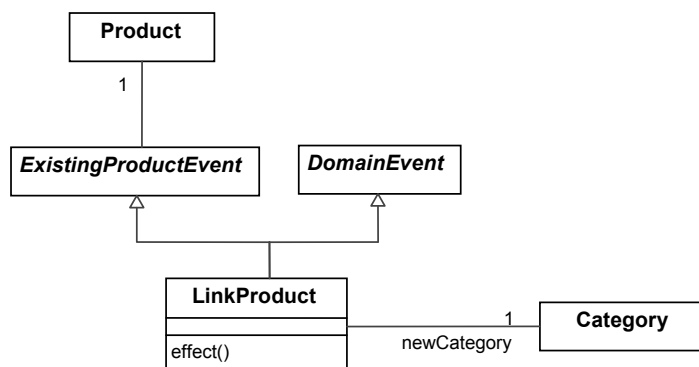 Product
1
ExistingProductEvent
DomainEvent
LinkProduct
effect()
1
newCategory
Category